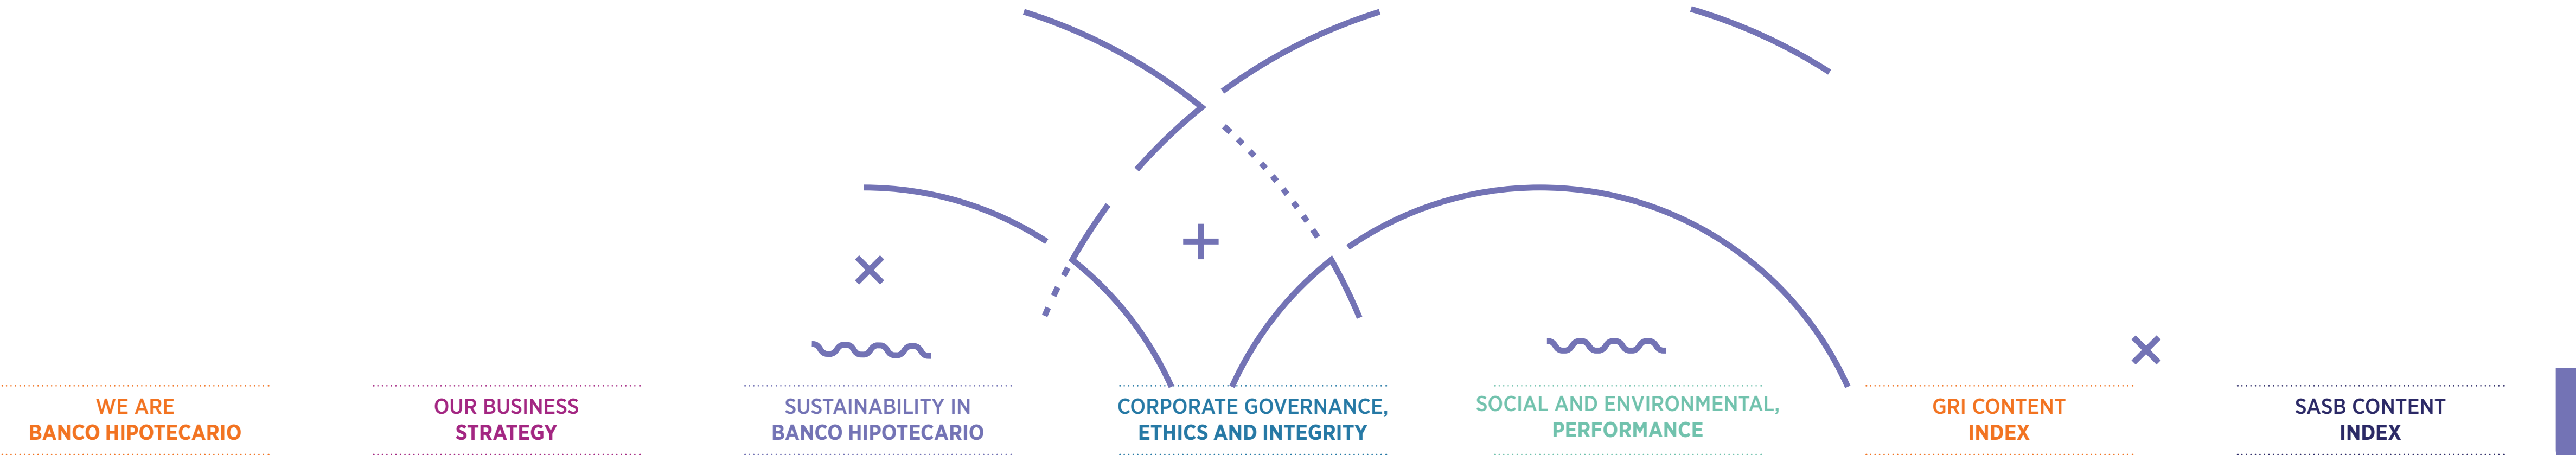 WE ARE
BANCO HIPOTECARIO
OUR BUSINESS
STRATEGY
SUSTAINABILITY IN
BANCO HIPOTECARIO
CORPORATE GOVERNANCE,
ETHICS AND INTEGRITY
SOCIAL AND ENVIRONMENTAL,
PERFORMANCE
GRI CONTENT
INDEX
SASB CONTENT
INDEX